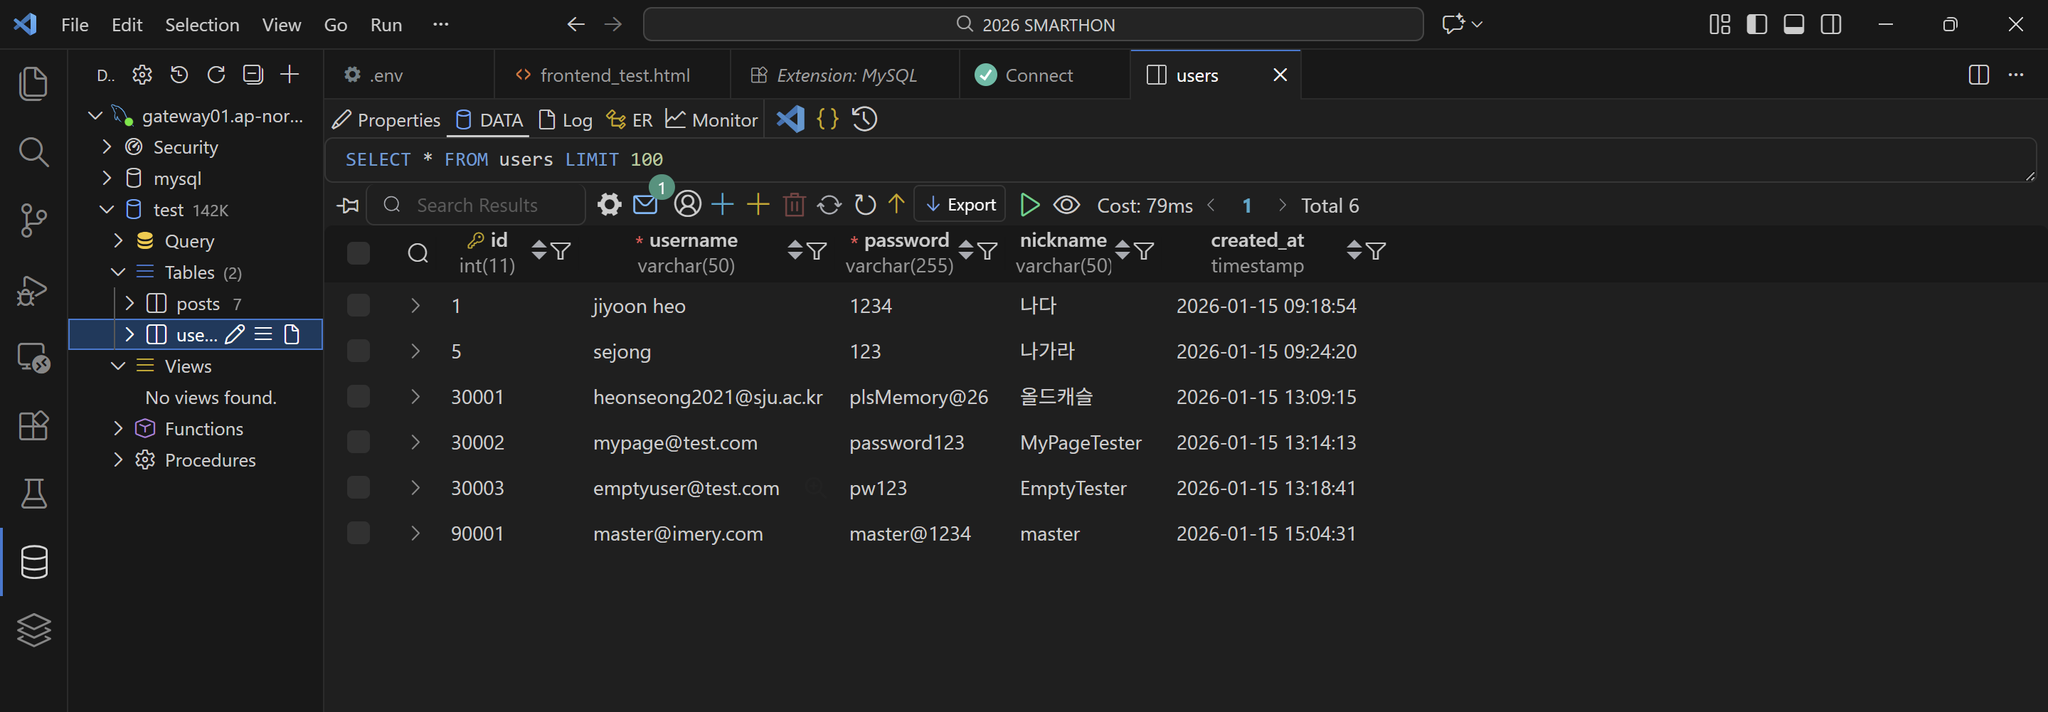 File Edit Selection View Go Run ···
2026 SMARTHON
D..
.env
frontend_test.html
Extension: MySQL
Connect
users
gateway01.ap-nor...
Security
mysql
test 142K
Query
Tables (2)
posts 7
use...
Views
No views found.
Functions
Procedures
Properties DATA Log ER Monitor
SELECT * FROM users LIMIT 100
Search Results 1 Export Cost: 79ms 1 Total 6
id * username * password nickname created_at
int(11) varchar(50) varchar(255) varchar(50) timestamp
1 jiyoon heo 1234 나다 2026-01-15 09:18:54
5 sejong 123 나가라 2026-01-15 09:24:20
30001 heonseong2021@sju.ac.kr plsMemory@26 올드캐슬 2026-01-15 13:09:15
30002 mypage@test.com password123 MyPageTester 2026-01-15 13:14:13
30003 emptyuser@test.com pw123 EmptyTester 2026-01-15 13:18:41
90001 master@imery.com master@1234 master 2026-01-15 15:04:31